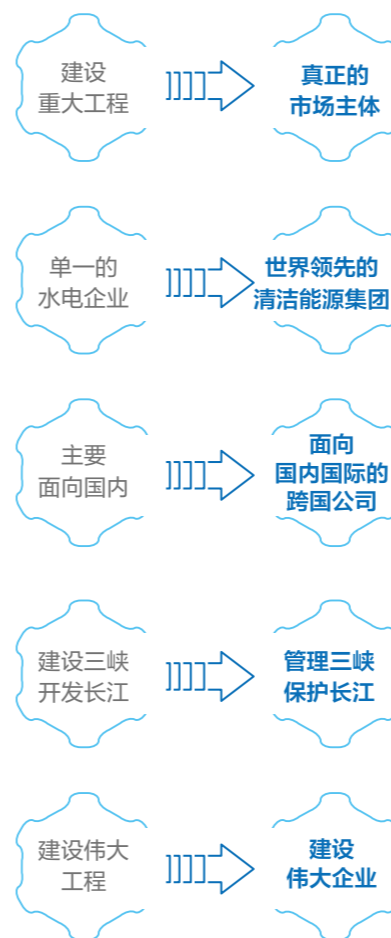 建设
重大工程
真正的
市场主体
单一的
水电企业
世界领先的
清洁能源集团
主要
面向国内
面向
国内国际的
跨国公司
建设三峡
开发长江
管理三峡
保护长江
建设伟大
工程
建设
伟大企业